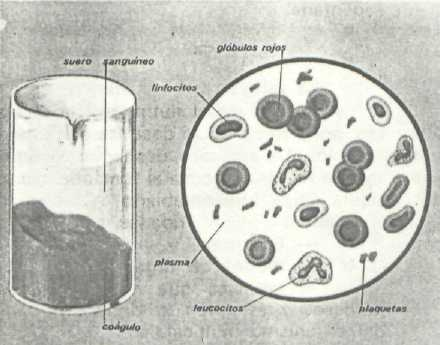 glóbulos rojos
suero sanguíneo
linfocitos
plasma
leucocitos
plaquetas
coágulo